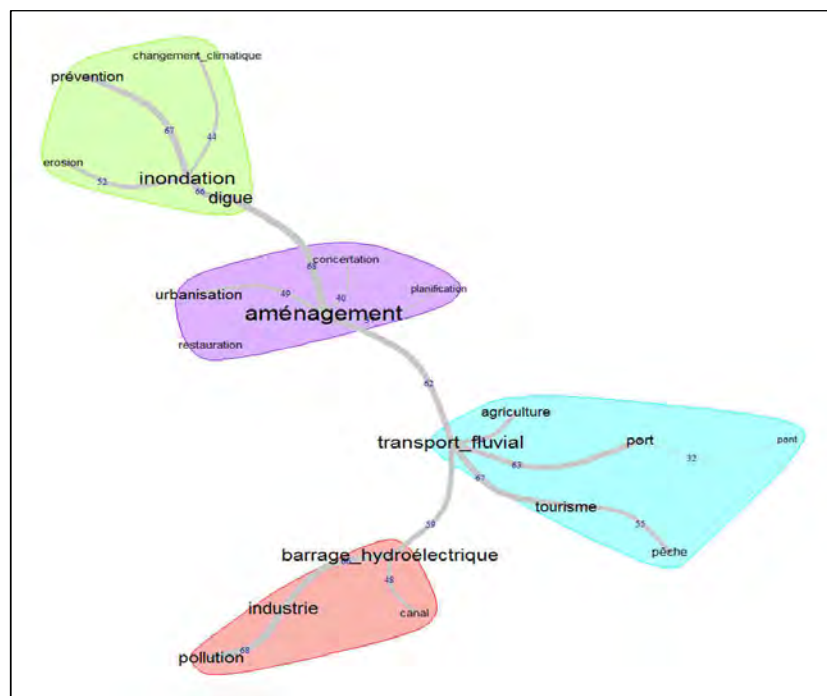 changement_climatique
prévention
67
44
erosion
52
inondation
66
digue
68
concertation
urbanisation
49
40
planification
aménagement
restauration
62
agriculture
transport_fluvial
port
pont
63
32
67
tourisme
55
pêche
59
barrage_hydroélectrique
48
industrie
canal
68
pollution